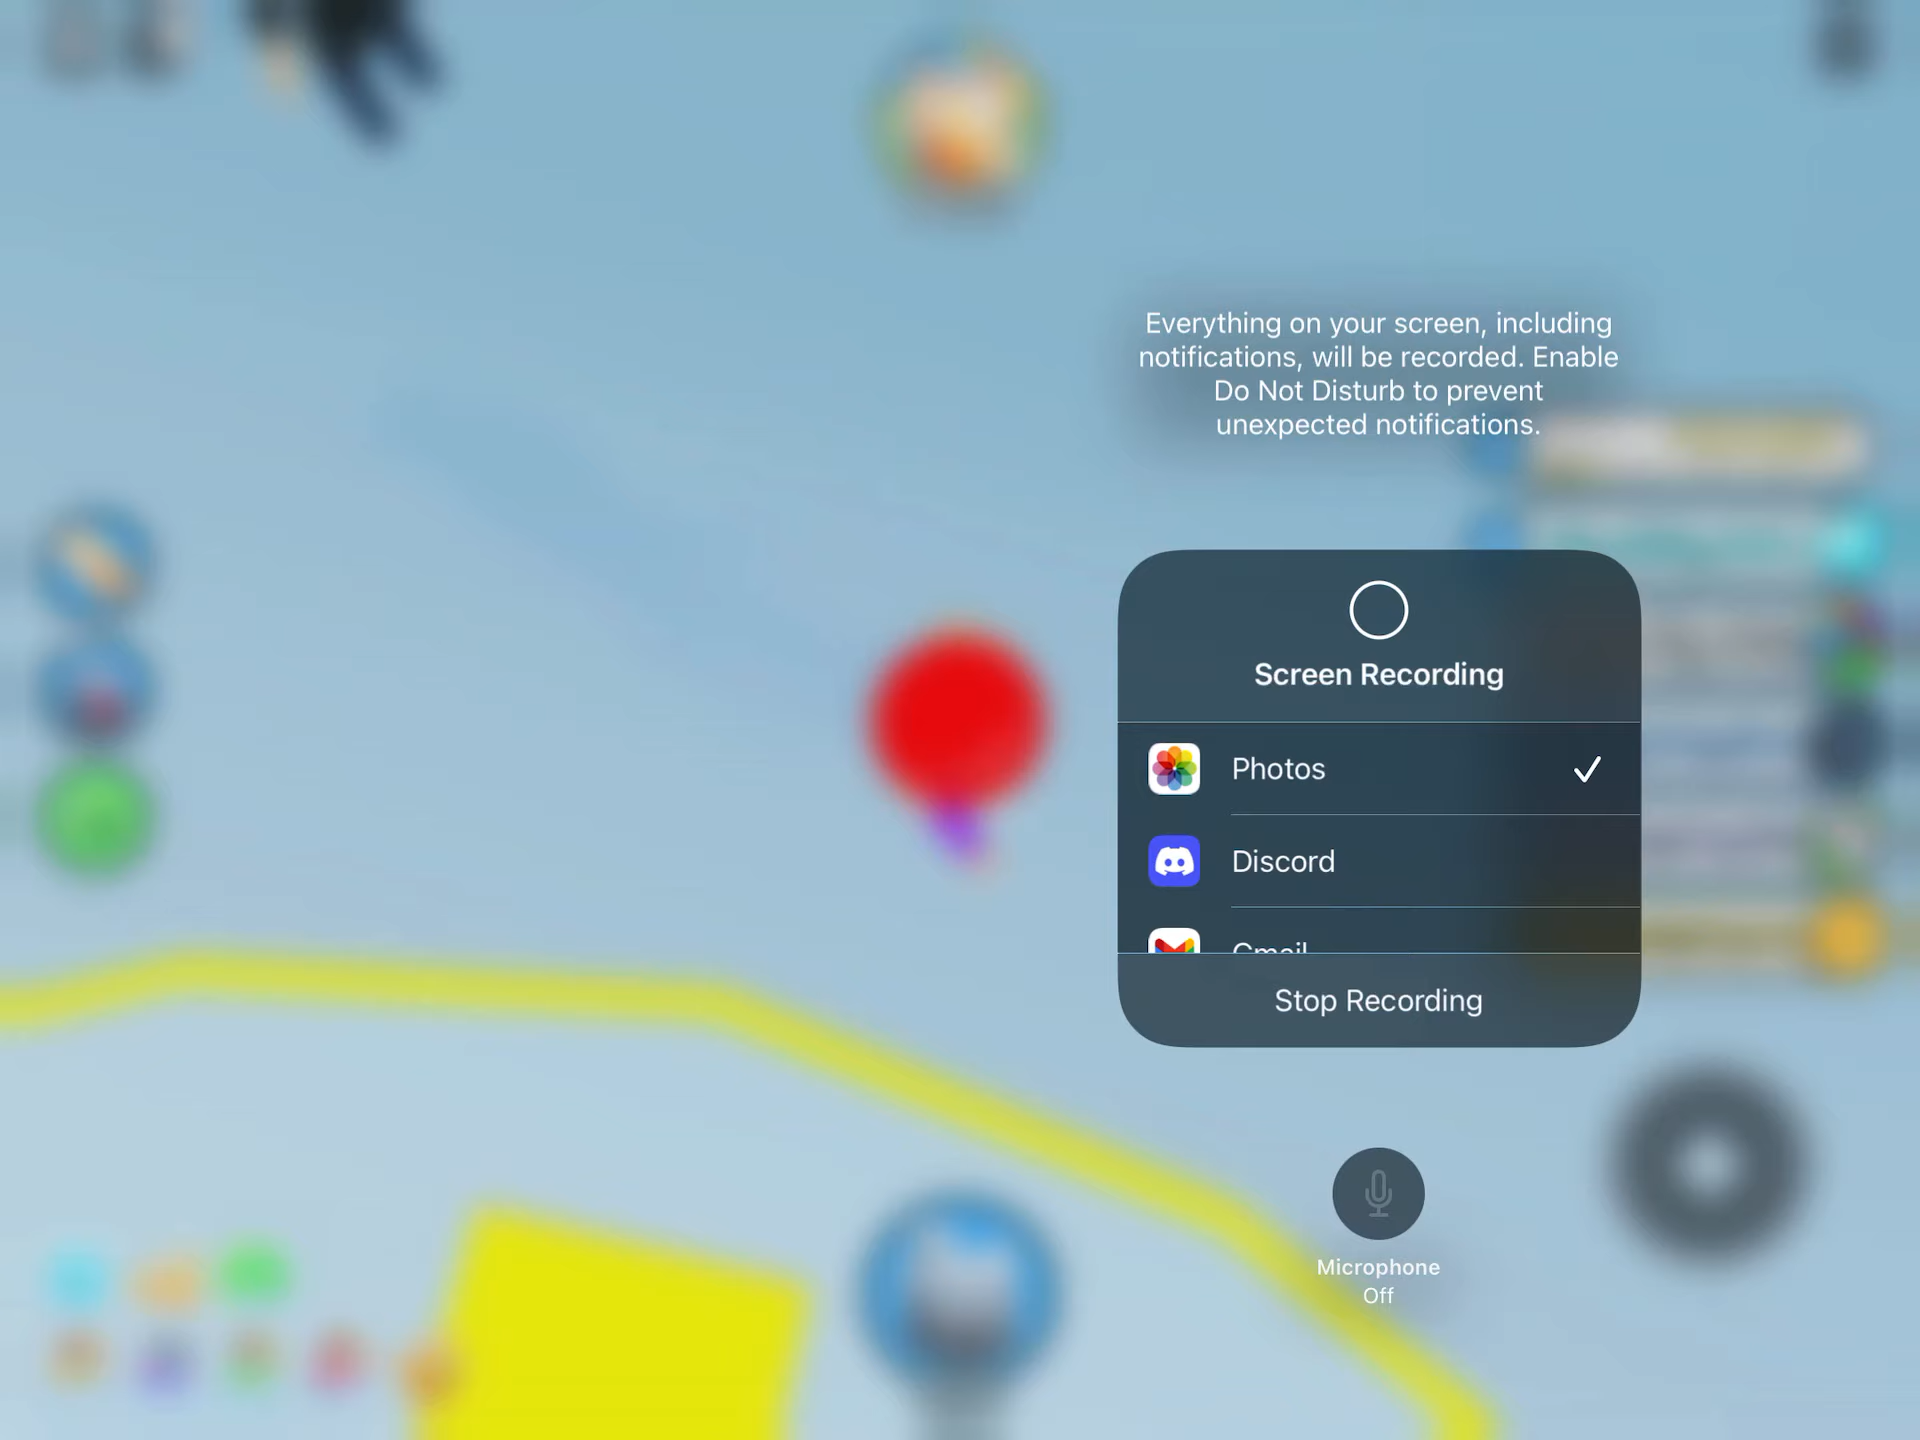 Everything on your screen, including
notifications, will be recorded. Enable
Do Not Disturb to prevent
unexpected notifications.
Screen Recording
Photos
Discord
Gmail
Stop Recording
Microphone
Off